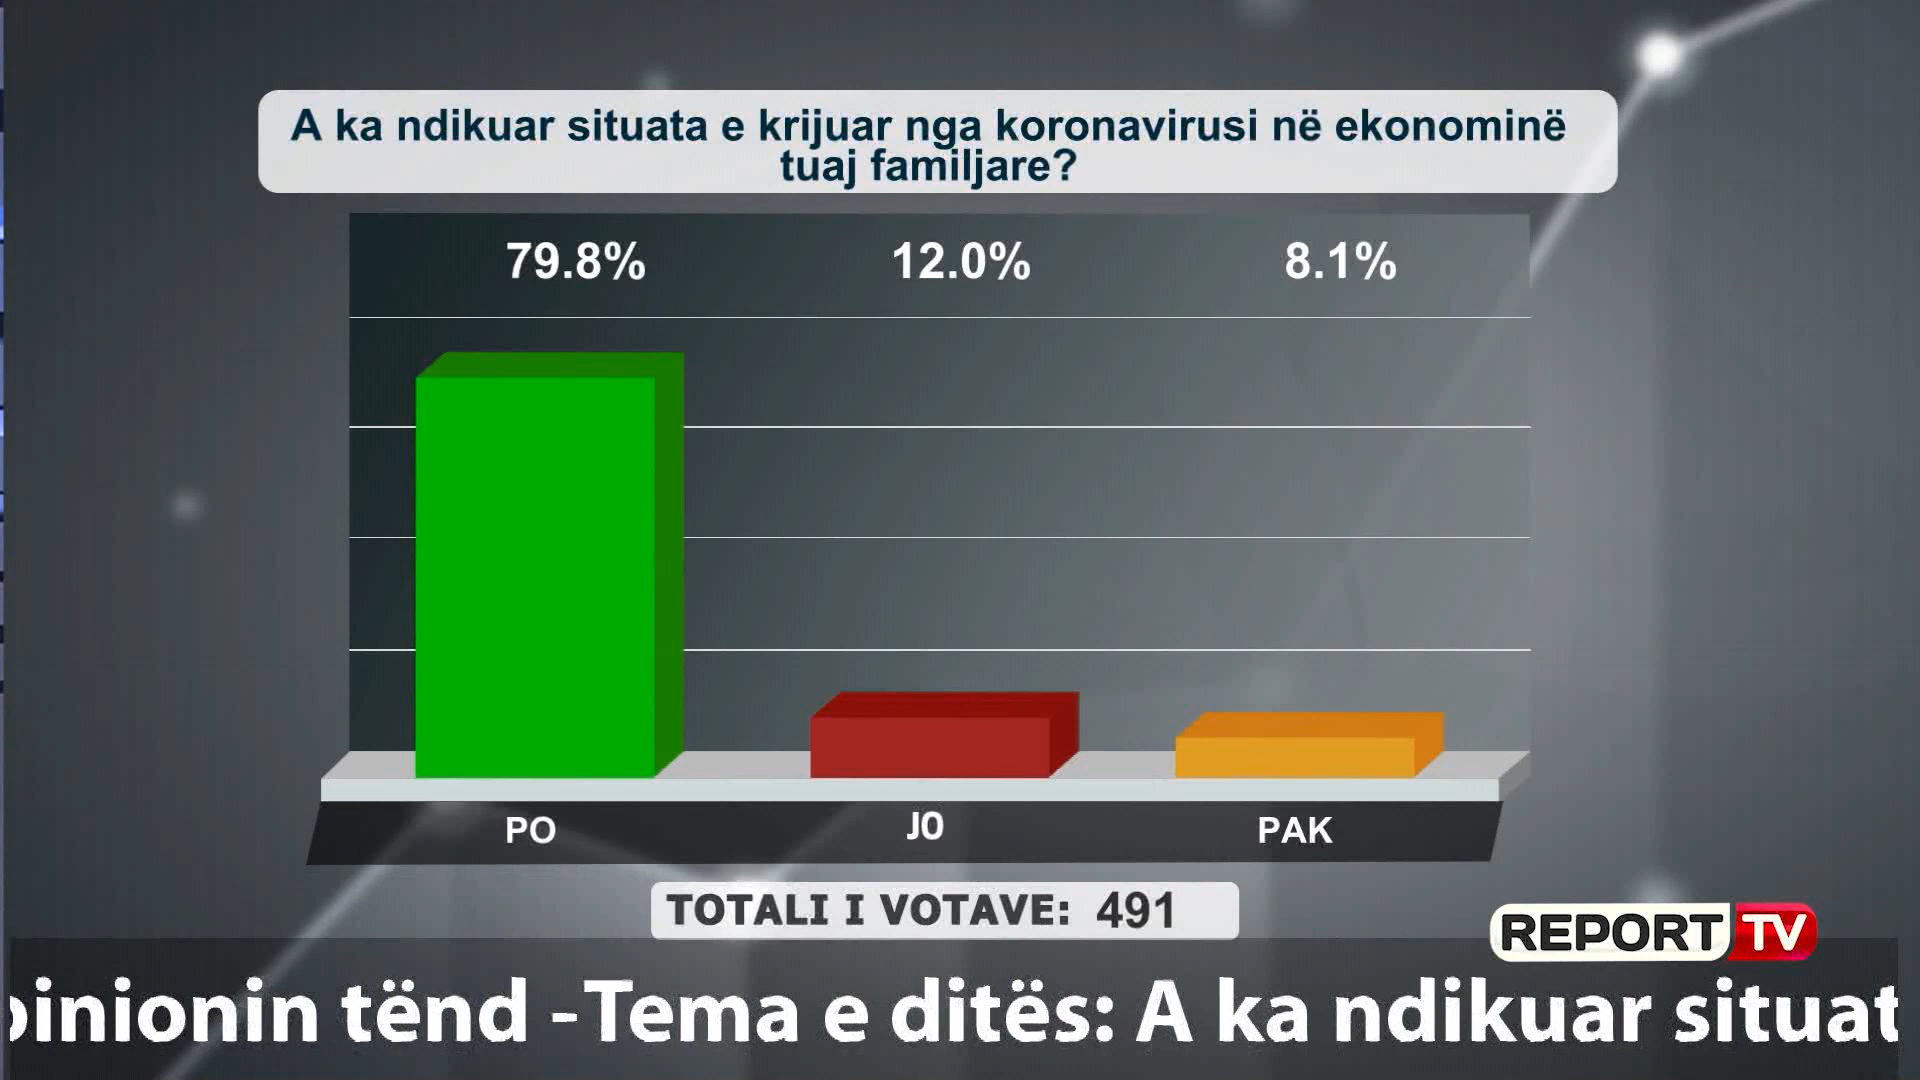 A ka ndikuar situata e krijuar nga koronavirusi në ekonominë
tuaj familjare?
79.8% 12.0% 8.1%
PO JO PAK
TOTALI I VOTAVE: 491
REPORT TV
pinionin tënd -Tema e ditës: A ka ndikuar situat